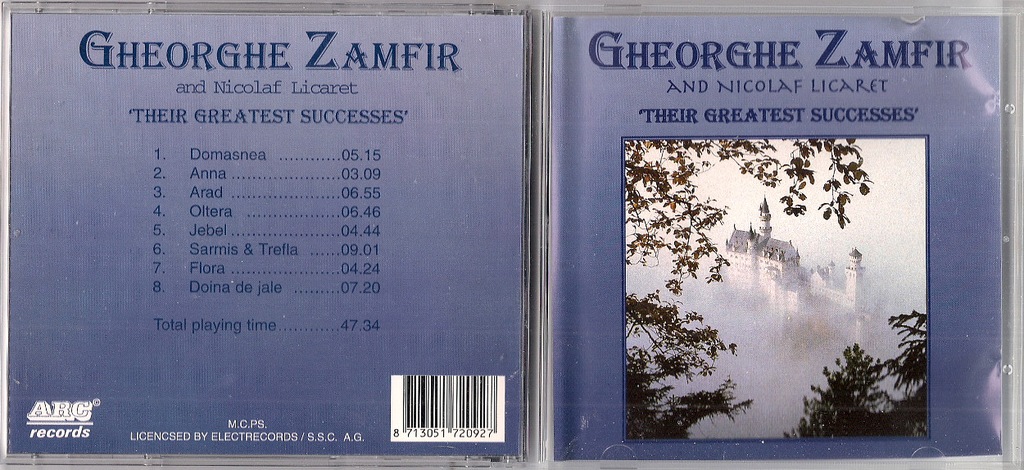 GHEORGHE ZAMFIR
and Nicolaf Licaret
'THEIR GREATEST SUCCESSES'
1. Domasnea ............05.15
2. Anna .....................03.09
3. Arad .....................06.55
4. Oltera ..................06.46
5. Jebel .....................04.44
6. Sarmis & Trefla ......09.01
7. Flora .....................04.24
8. Doina de jale .........07.20
Total playing time............47.34
ARC©
records
M.C.P.S.
LICENCSED BY ELECTRECORDS / S.S.C. A.G.
8 713051 720927
GHEORGHE ZAMFIR
AND NICOLAF LICARET
'THEIR GREATEST SUCCESSES'